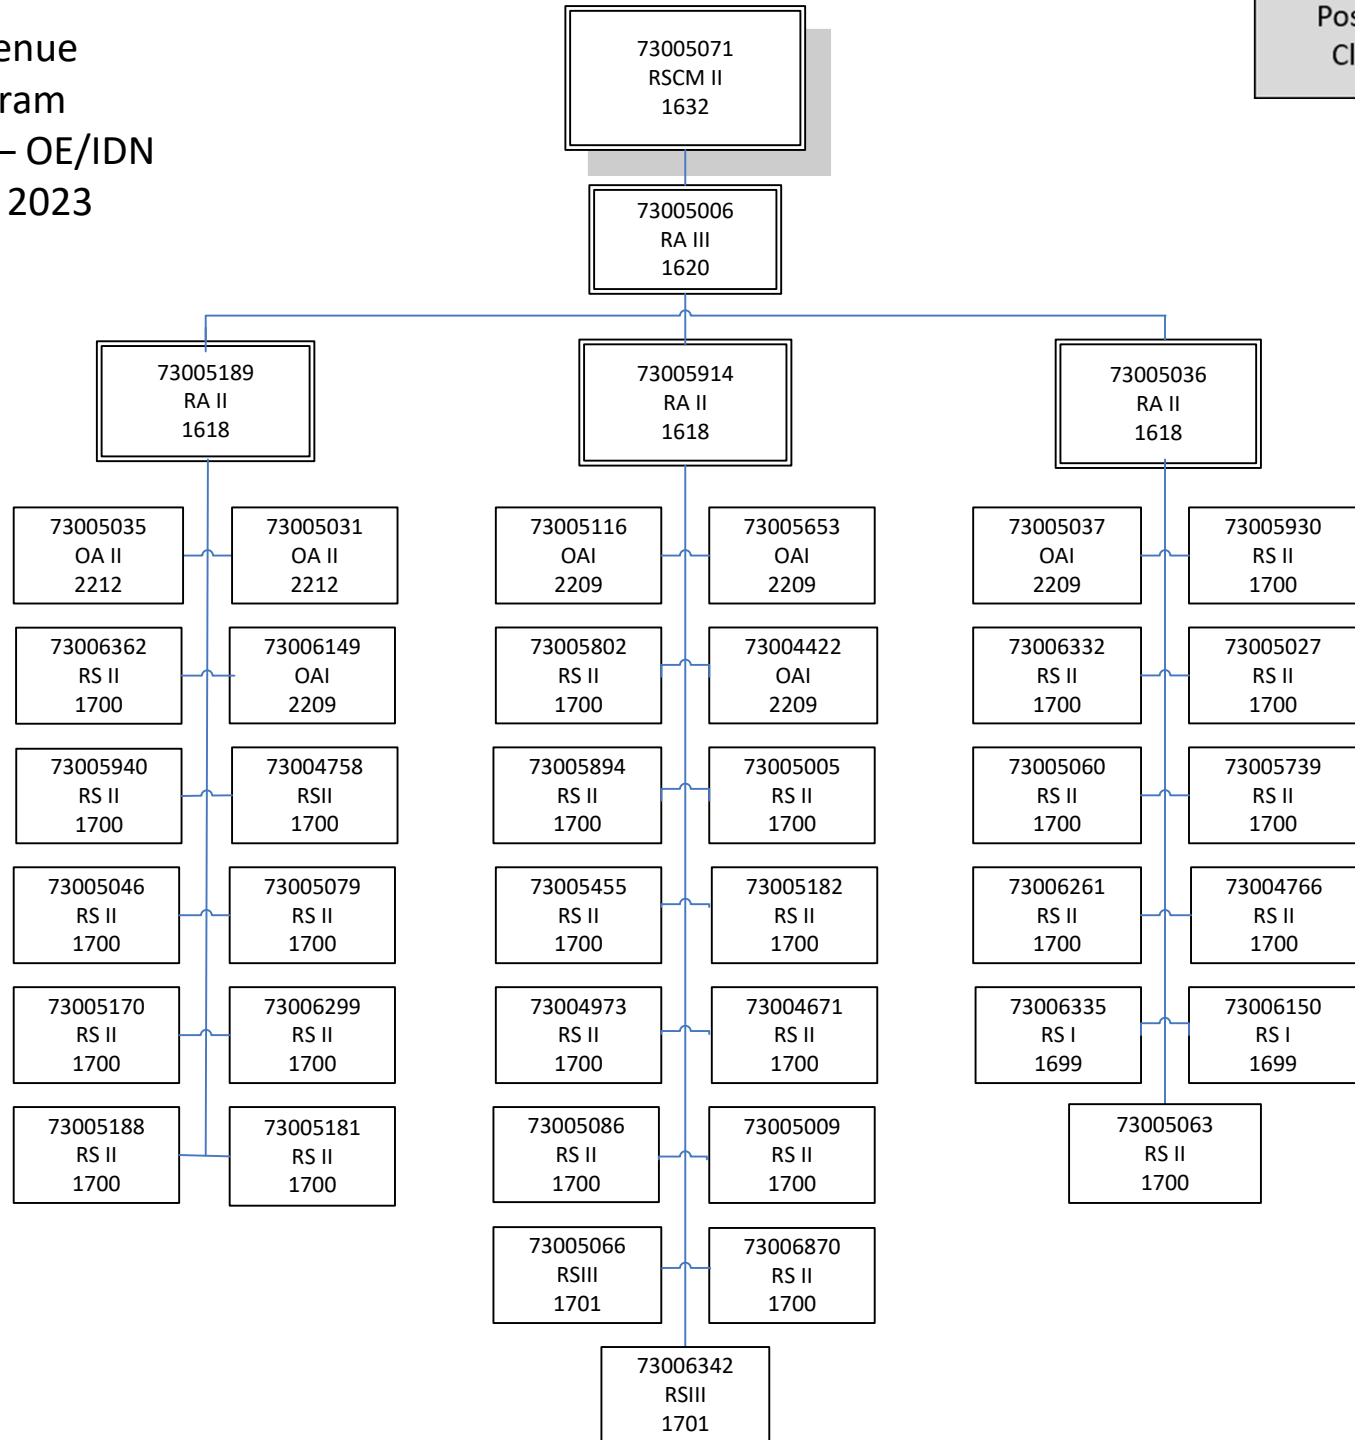 enue
ram
– OE/IDN
2023
Pos
Cl
73005071
RSCM II
1632
73005006
RA III
1620
73005189
RA II
1618
73005914
RA II
1618
73005036
RA II
1618
73005035
OA II
2212
73005031
OA II
2212
73005116
OAI
2209
73005653
OAI
2209
73005037
OAI
2209
73005930
RS II
1700
73006362
RS II
1700
73006149
OAI
2209
73005802
RS II
1700
73004422
OAI
2209
73006332
RS II
1700
73005027
RS II
1700
73005940
RS II
1700
73004758
RSII
1700
73005894
RS II
1700
73005005
RS II
1700
73005060
RS II
1700
73005739
RS II
1700
73005046
RS II
1700
73005079
RS II
1700
73005455
RS II
1700
73005182
RS II
1700
73006261
RS II
1700
73004766
RS II
1700
73005170
RS II
1700
73006299
RS II
1700
73004973
RS II
1700
73004671
RS II
1700
73006335
RS I
1699
73006150
RS I
1699
73005188
RS II
1700
73005181
RS II
1700
73005086
RS II
1700
73005009
RS II
1700
73005063
RS II
1700
73005066
RSIII
1701
73006870
RS II
1700
73006342
RSIII
1701